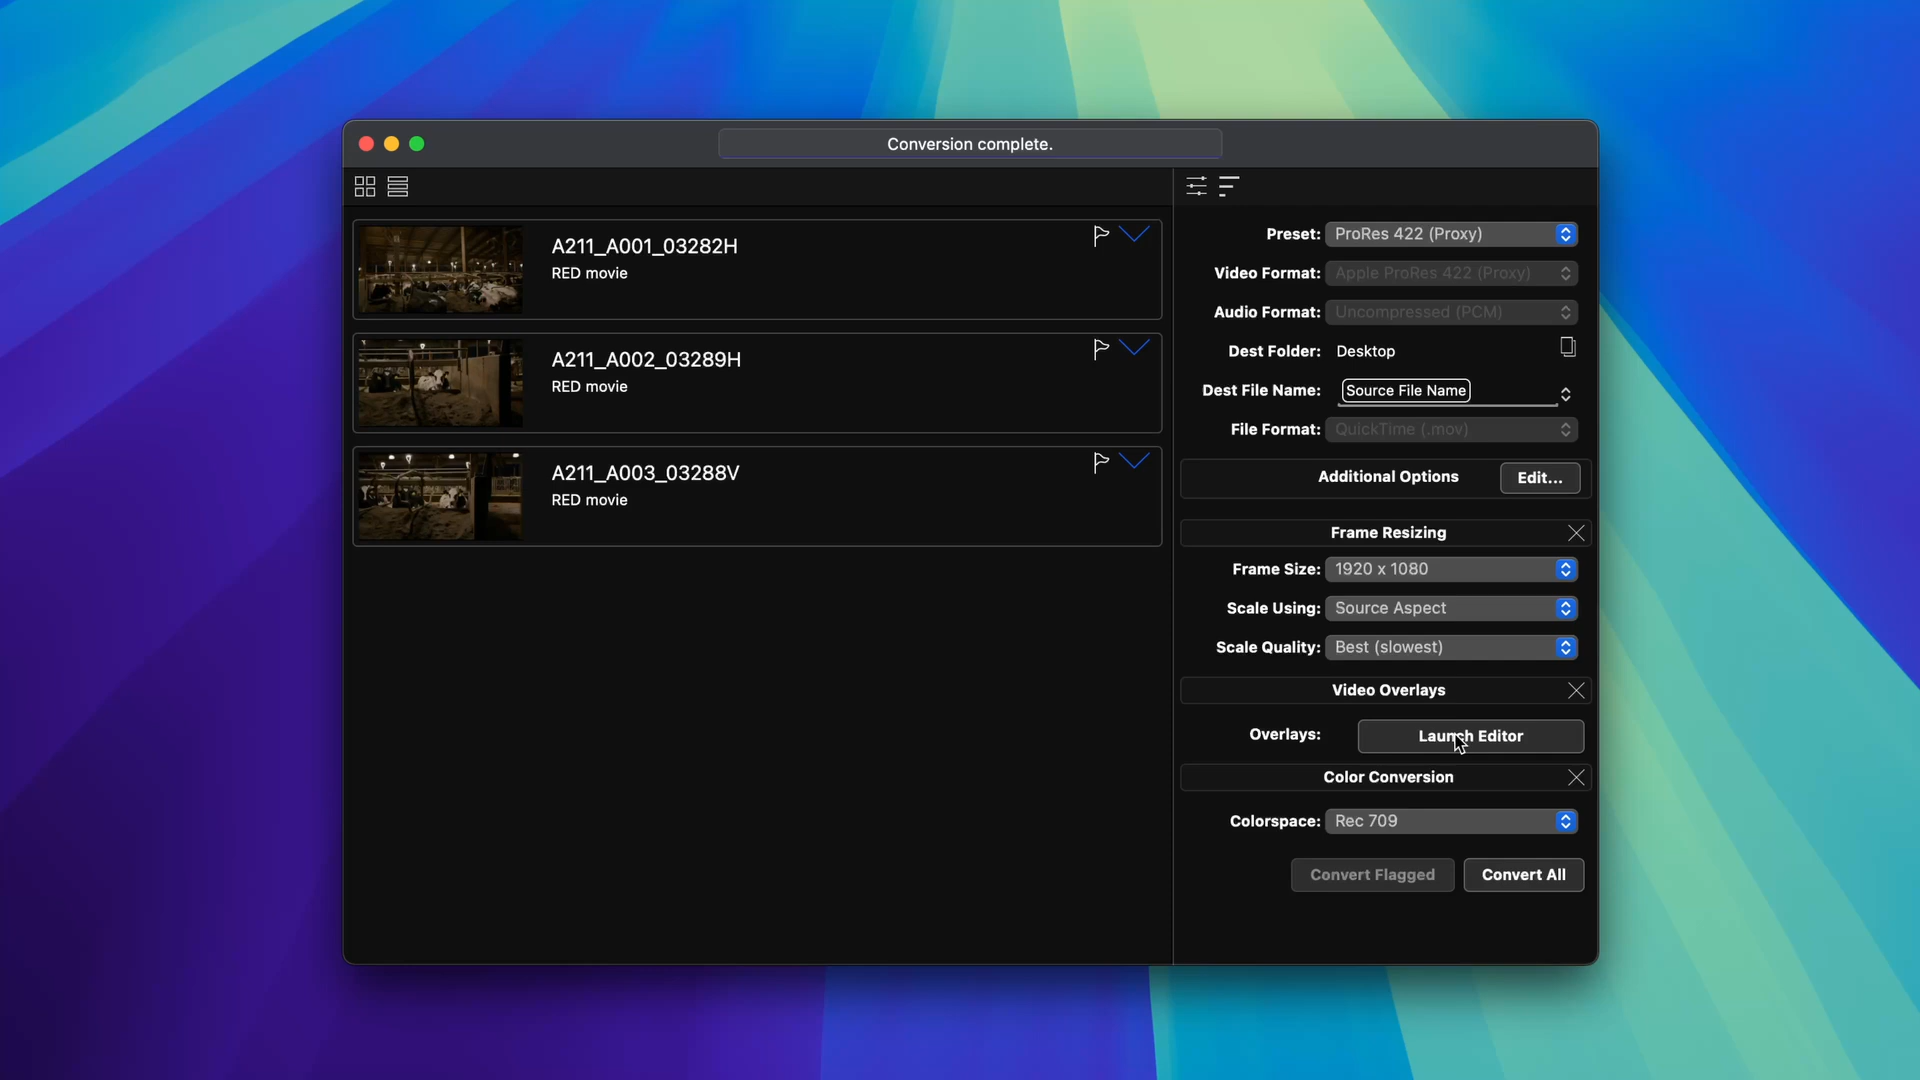 Conversion complete.
A211_A001_03282H
RED movie
A211_A002_03289H
RED movie
A211_A003_03288V
RED movie
Preset: ProRes 422 (Proxy)
Video Format: Apple ProRes 422 (Proxy)
Audio Format: Uncompressed (PCM)
Dest Folder: Desktop
Dest File Name: Source File Name
File Format: QuickTime (.mov)
Additional Options Edit...
Frame Resizing
Frame Size: 1920 x 1080
Scale Using: Source Aspect
Scale Quality: Best (slowest)
Video Overlays
Overlays: Launch Editor
Color Conversion
Colorspace: Rec 709
Convert Flagged Convert All